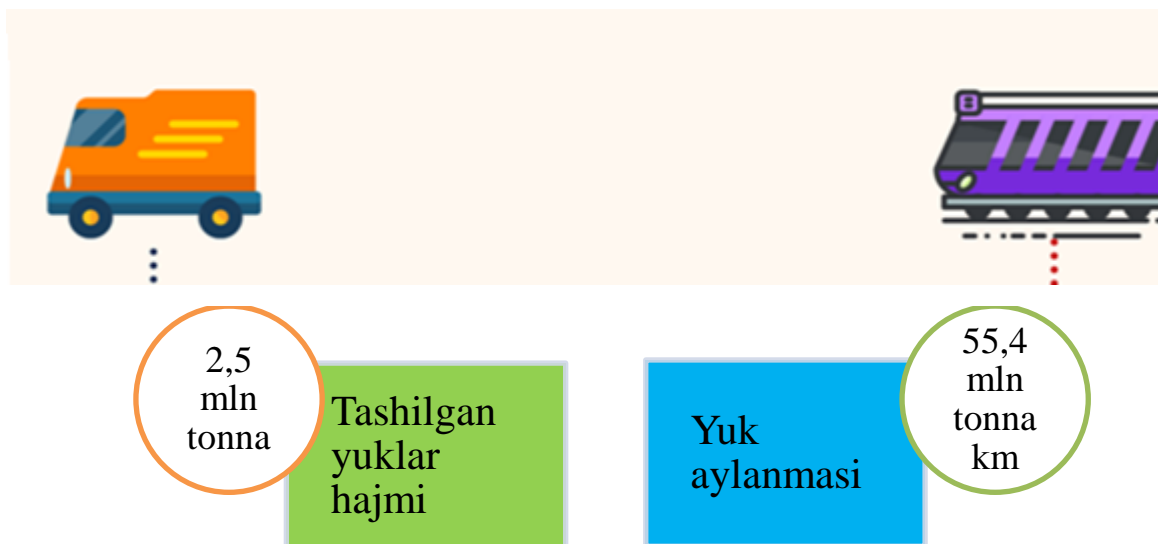 2,5
mln
tonna
Tashilgan
yuklar
hajmi
Yuk
aylanmasi
55,4
mln
tonna
km